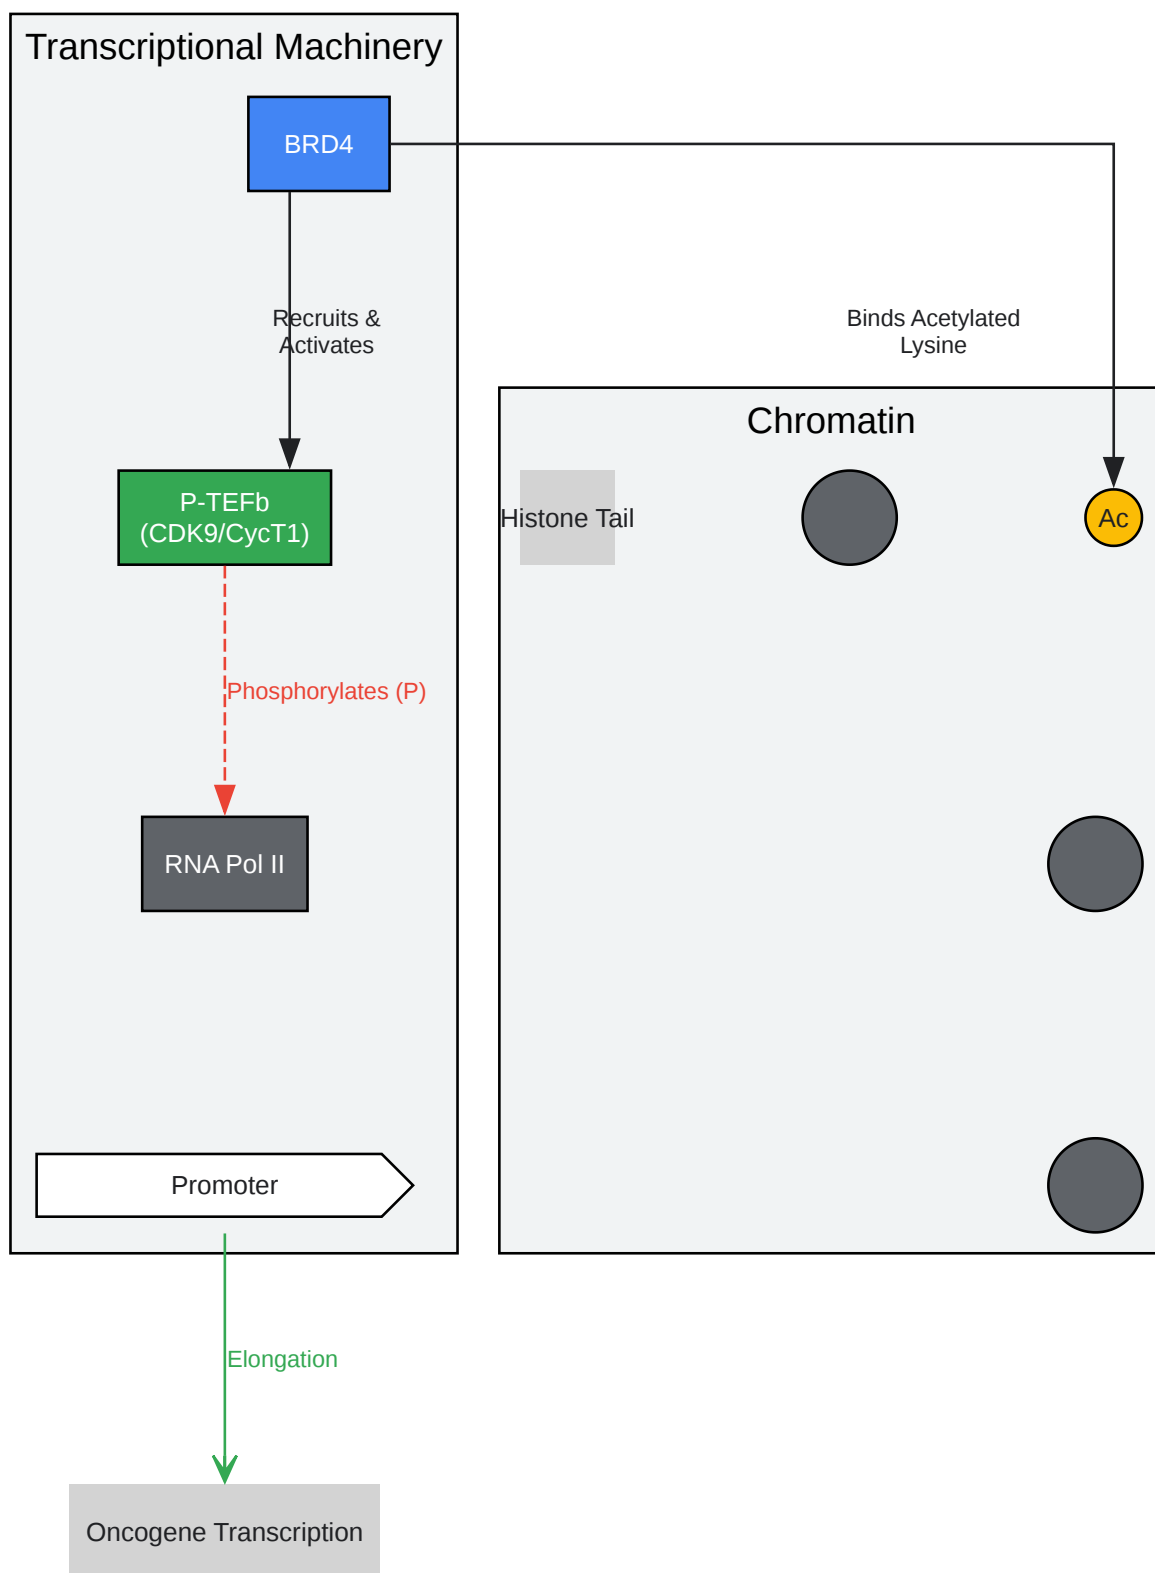 Transcriptional Machinery
BRD4
Recruits &
Activates
Binds Acetylated
Lysine
Chromatin
P-TEFb
(CDK9/CycT1)
Histone Tail
Ac
Phosphorylates (P)
RNA Pol II
Promoter
Elongation
Oncogene Transcription